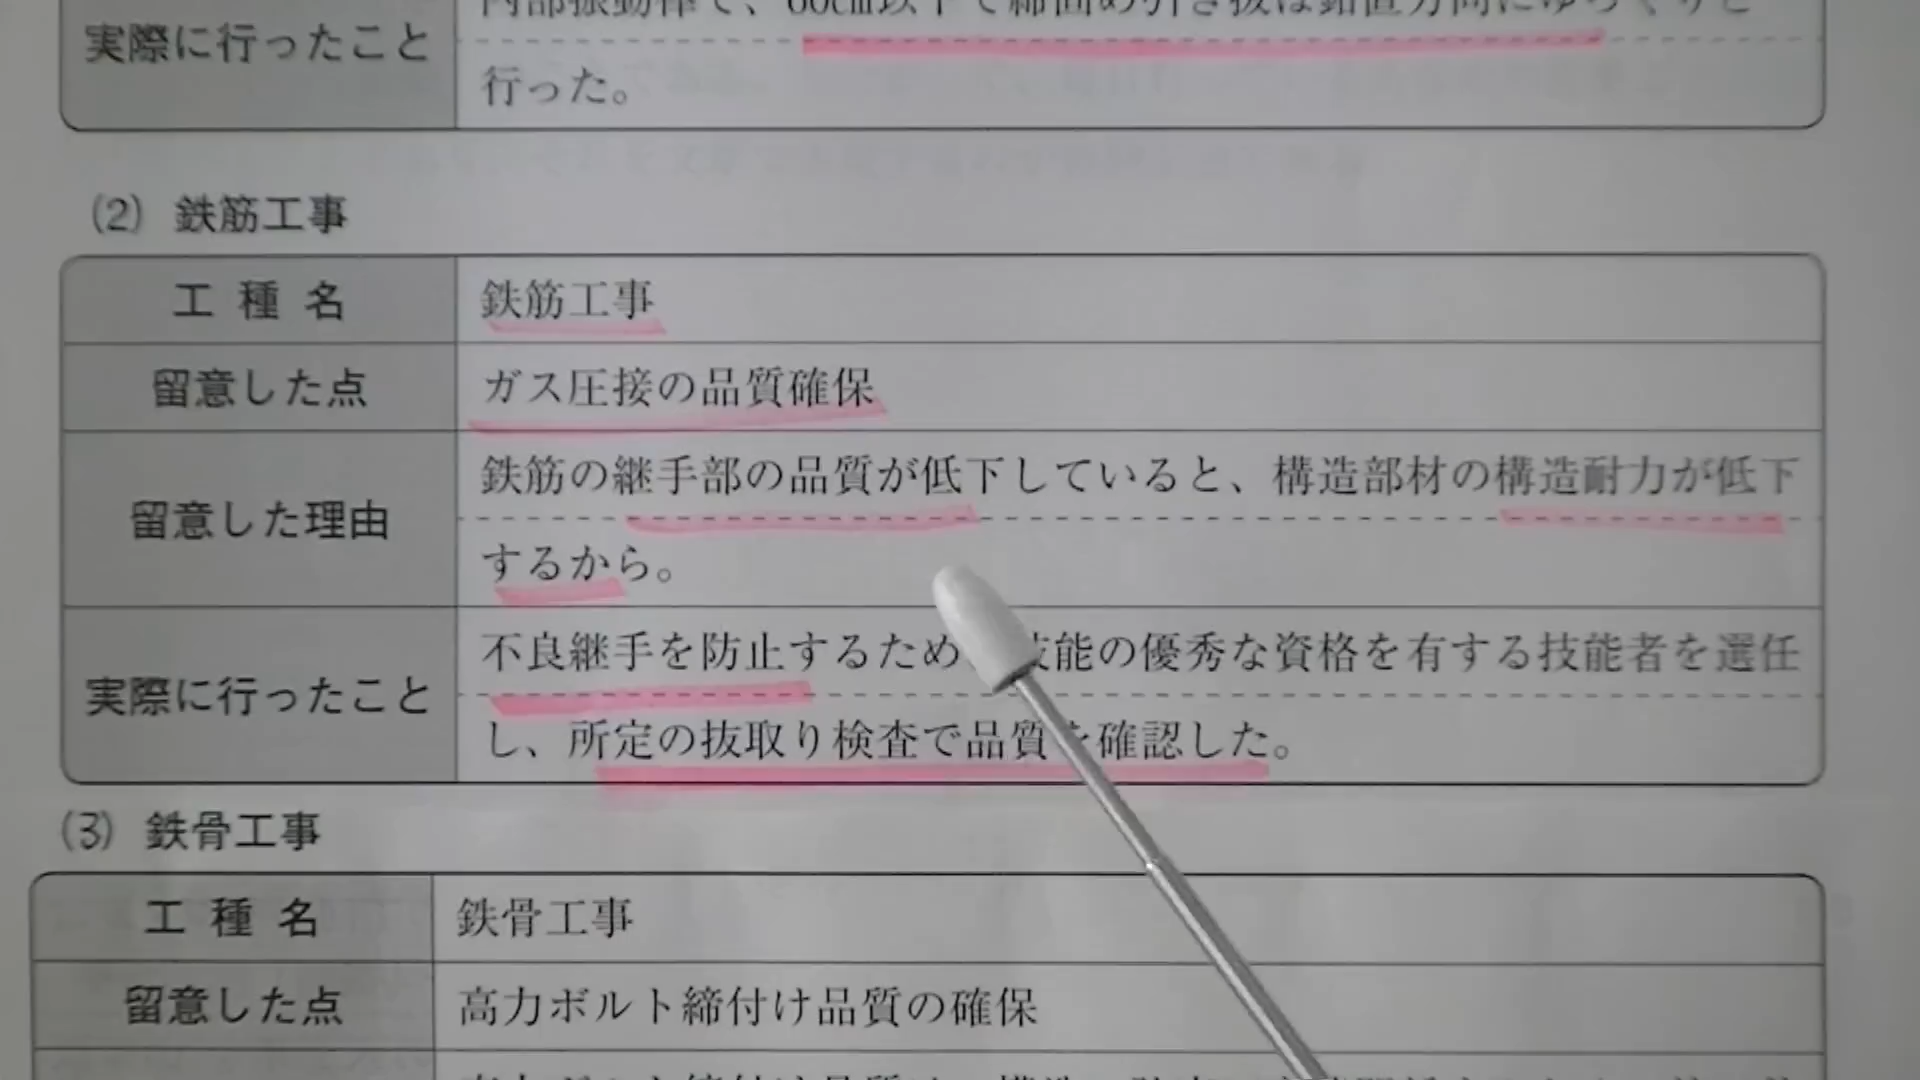 実際に行ったこと
行った。
(2) 鉄筋工事
工種名
鉄筋工事
留意した点
ガス圧接の品質確保
留意した理由
鉄筋の継手部の品質が低下していると、構造部材の構造耐力が低下
するから。
実際に行ったこと
不良継手を防止するため 技能の優秀な資格を有する技能者を選任
し、所定の抜取り検査で品質を確認した。
(3) 鉄骨工事
工種名
鉄骨工事
留意した点
高力ボルト締付け品質の確保